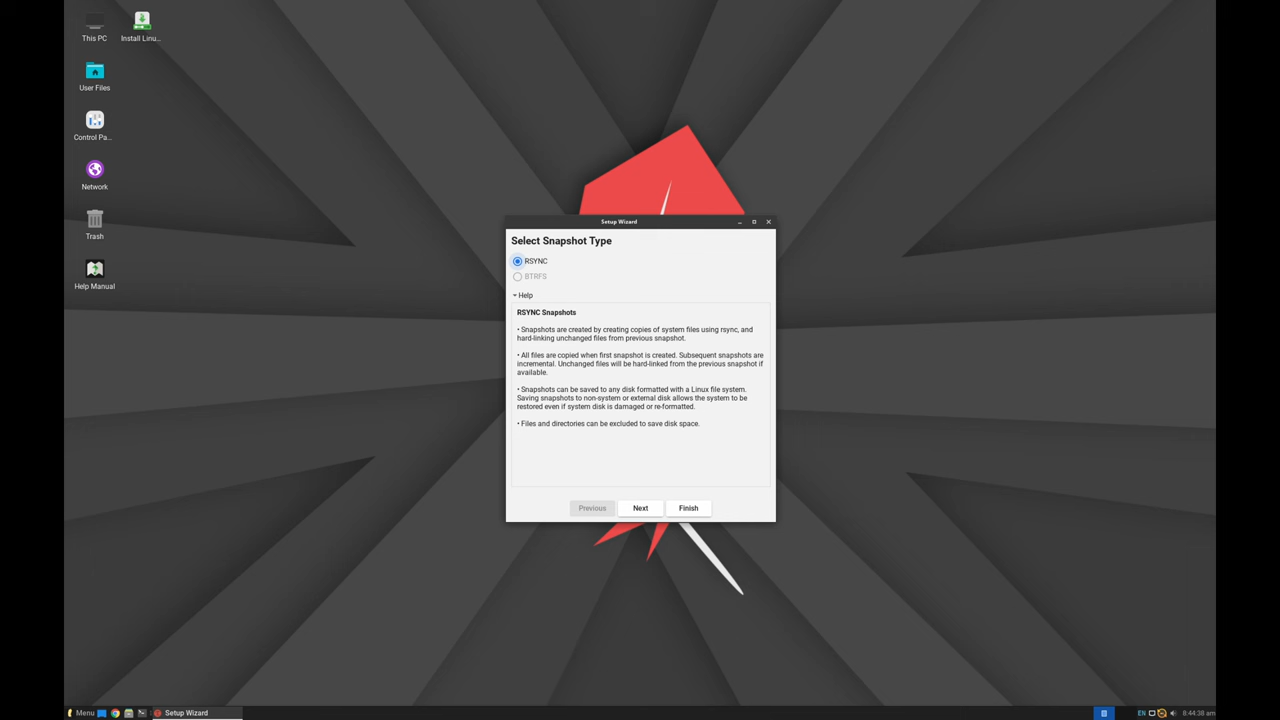 This PC
Install Linu...
User Files
Control Pa...
Network
Trash
Help Manual
Setup Wizard
Select Snapshot Type
RSYNC
BTRFS
Help
RSYNC Snapshots
• Snapshots are created by creating copies of system files using rsync, and
hard-linking unchanged files from previous snapshot.
• All files are copied when first snapshot is created. Subsequent snapshots are
incremental. Unchanged files will be hard-linked from the previous snapshot if
available.
• Snapshots can be saved to any disk formatted with a Linux file system.
Saving snapshots to non-system or external disk allows the system to be
restored even if system disk is damaged or re-formatted.
• Files and directories can be excluded to save disk space.
Previous
Next
Finish
Menu
Setup Wizard
EN
8:44:38 am